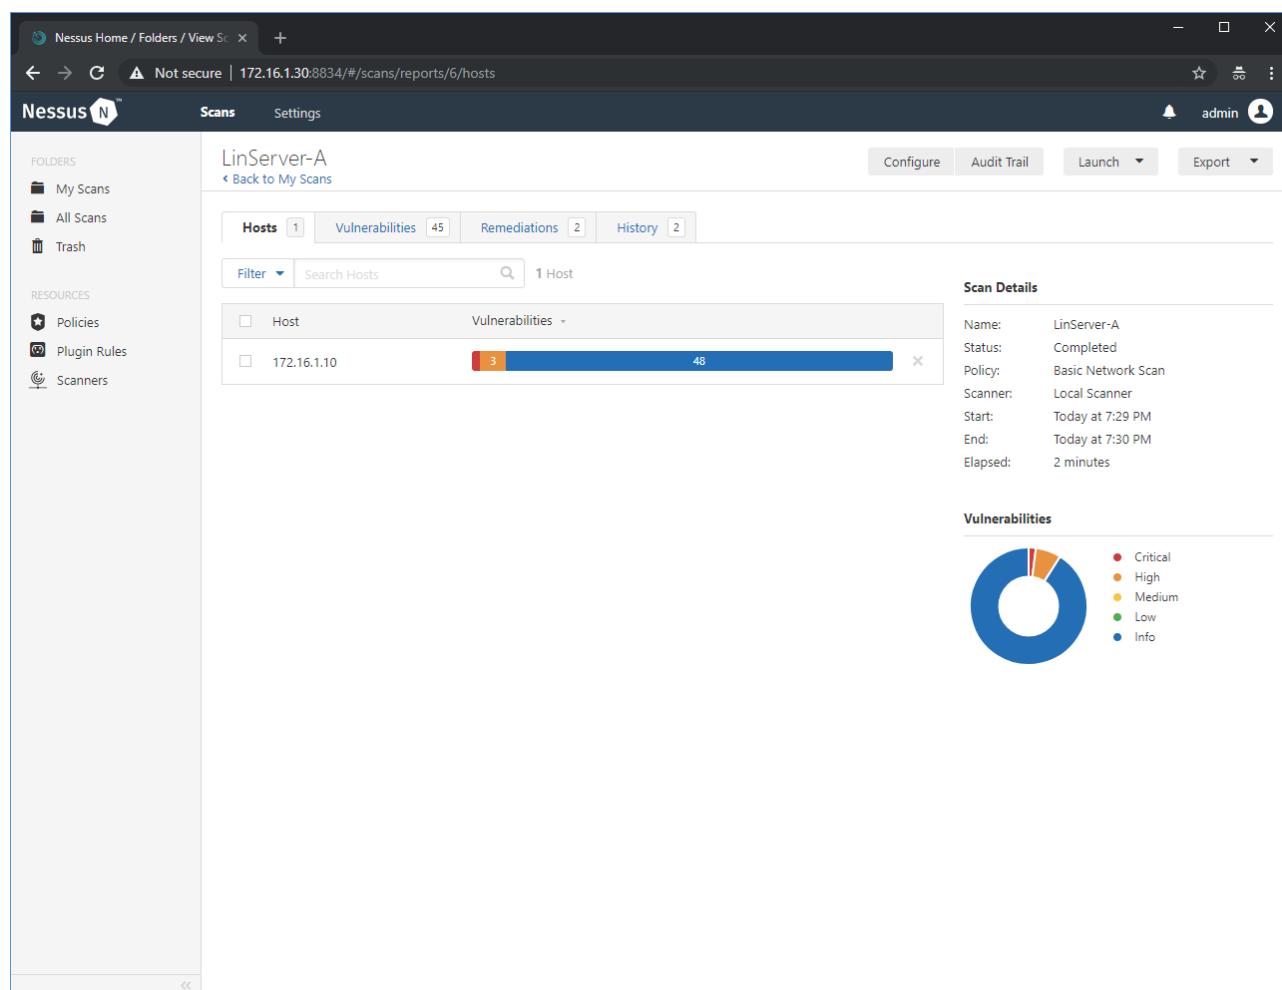 Nessus Home / Folders / View Sc
Not secure | 172.16.1.30:8834/#/scans/reports/6/hosts
Nessus N ™
Scans Settings
admin
FOLDERS
My Scans
All Scans
Trash
RESOURCES
Policies
Plugin Rules
Scanners
LinServer-A
Back to My Scans
Configure Audit Trail Launch Export
Hosts 1 Vulnerabilities 45 Remediations 2 History 2
Filter Search Hosts 1 Host
Host Vulnerabilities
172.16.1.10 3 48
Scan Details
Name: LinServer-A
Status: Completed
Policy: Basic Network Scan
Scanner: Local Scanner
Start: Today at 7:29 PM
End: Today at 7:30 PM
Elapsed: 2 minutes
Vulnerabilities
Critical
High
Medium
Low
Info